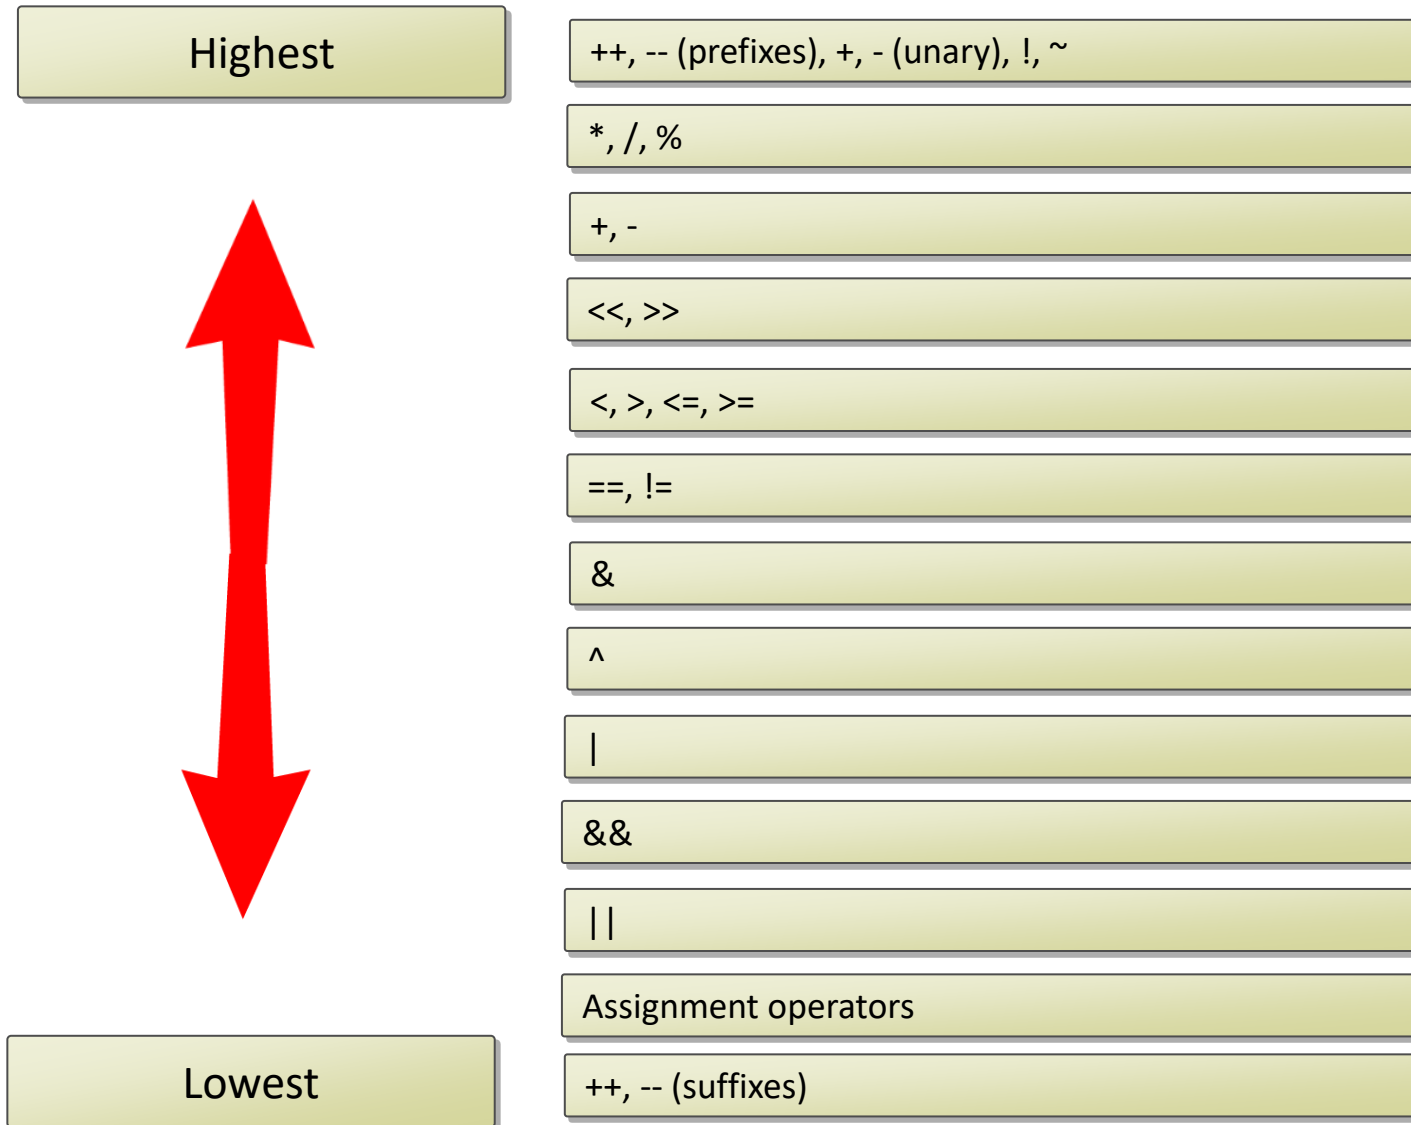 Highest
++, -- (prefixes), +, - (unary), !, ~
*, /, %
+, -
<<, >>
<, >, <=, >=
==, !=
&
^
|
&&
||
Assignment operators
Lowest
++, -- (suffixes)